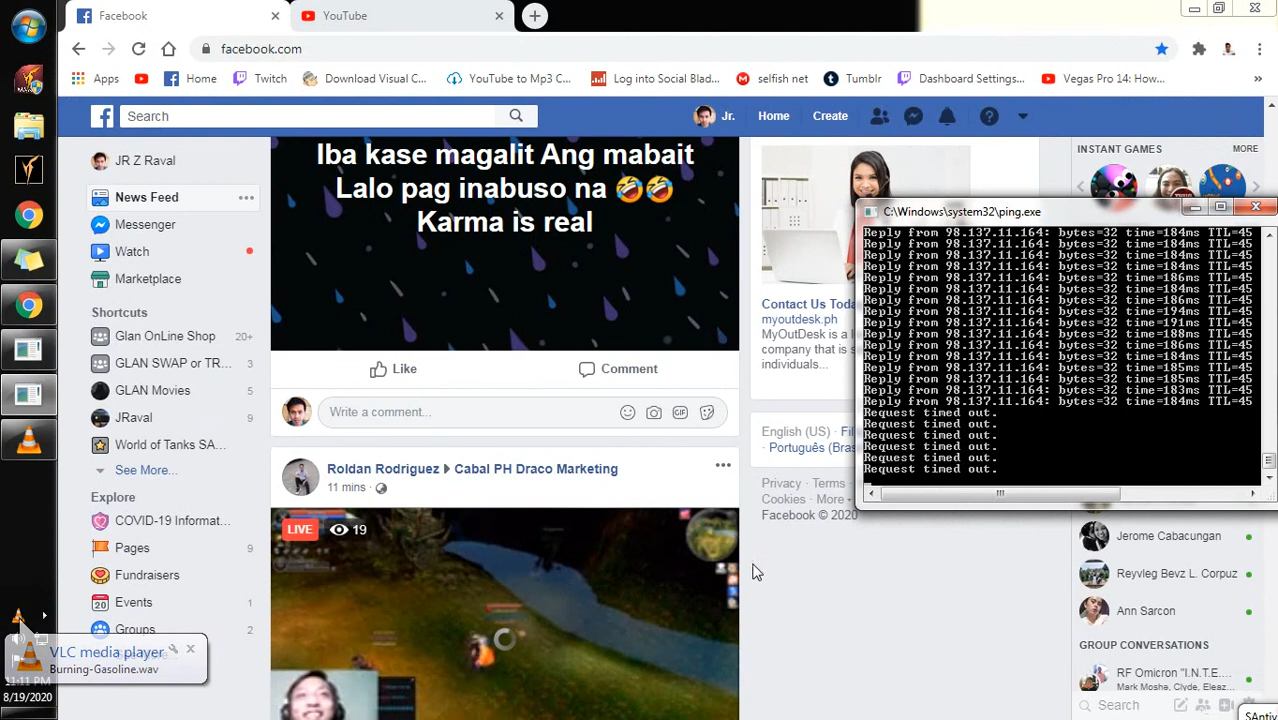 Facebook
YouTube
facebook.com
Apps
Home
Twitch
Download Visual C...
YouTube to Mp3 C...
Log into Social Blad...
selfish net
Tumblr
Dashboard Settings...
Vegas Pro 14: How...
»
Search
Jr.
Home
Create
JR Z Raval
News Feed
Messenger
Watch
Marketplace
Shortcuts
Glan OnLine Shop 20+
GLAN SWAP or TR... 3
GLAN Movies 5
JRaval 9
World of Tanks SA...
See More...
Explore
COVID-19 Informat...
Pages 9
Fundraisers
Events 1
Groups 2
VLC media player
Burning-Gasoline.wav
11:11 PM
8/19/2020
Iba kase magalit Ang mabait
Lalo pag inabuso na 🤣🤣
Karma is real
Like
Comment
Write a comment...
GIF
Roldan Rodriguez ▸ Cabal PH Draco Marketing
11 mins
LIVE
19
Contact Us Toda
myoutdesk.ph
MyOutDesk is a l
company that is s
individuals...
English (US) · Fili
Português (Bras
Privacy · Terms
Cookies · More
Facebook © 2020
INSTANT GAMES
MORE
C:\Windows\system32\ping.exe
Reply from 98.137.11.164: bytes=32 time=184ms TTL=45
Reply from 98.137.11.164: bytes=32 time=184ms TTL=45
Reply from 98.137.11.164: bytes=32 time=184ms TTL=45
Reply from 98.137.11.164: bytes=32 time=184ms TTL=45
Reply from 98.137.11.164: bytes=32 time=186ms TTL=45
Reply from 98.137.11.164: bytes=32 time=184ms TTL=45
Reply from 98.137.11.164: bytes=32 time=186ms TTL=45
Reply from 98.137.11.164: bytes=32 time=194ms TTL=45
Reply from 98.137.11.164: bytes=32 time=191ms TTL=45
Reply from 98.137.11.164: bytes=32 time=188ms TTL=45
Reply from 98.137.11.164: bytes=32 time=186ms TTL=45
Reply from 98.137.11.164: bytes=32 time=184ms TTL=45
Reply from 98.137.11.164: bytes=32 time=185ms TTL=45
Reply from 98.137.11.164: bytes=32 time=185ms TTL=45
Reply from 98.137.11.164: bytes=32 time=183ms TTL=45
Reply from 98.137.11.164: bytes=32 time=184ms TTL=45
Request timed out.
Request timed out.
Request timed out.
Request timed out.
Request timed out.
Request timed out.
Jerome Cabacungan
Reyvleg Bevz L. Corpuz
Ann Sarcon
GROUP CONVERSATIONS
RF Omicron "I.N.T.E...
Mark Mosha, Clyde, Eleaz...
Search
SAntiv